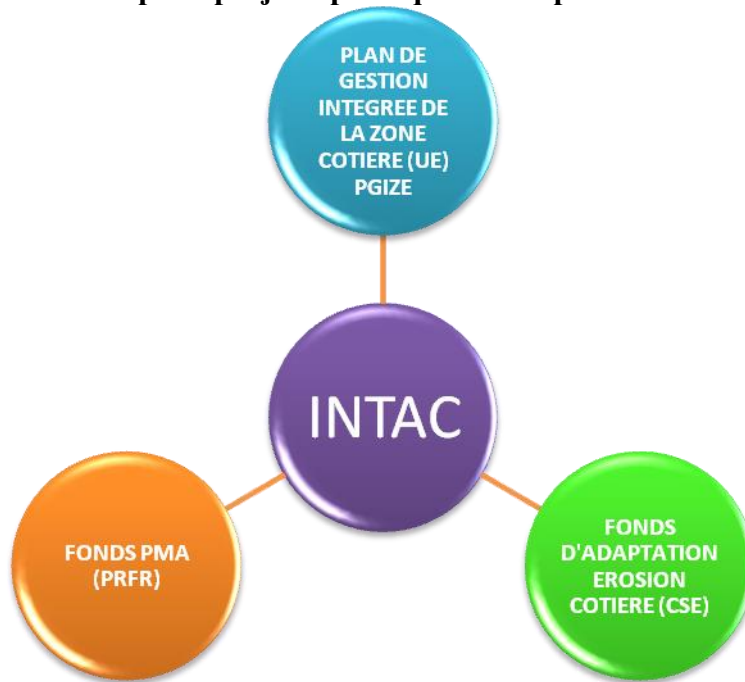 PLAN DE
GESTION
INTEGREE DE
LA ZONE
COTIERE (UE)
PGIZE
INTAC
FONDS PMA
(PRFR)
FONDS
D'ADAPTATION
EROSION
COTIERE (CSE)